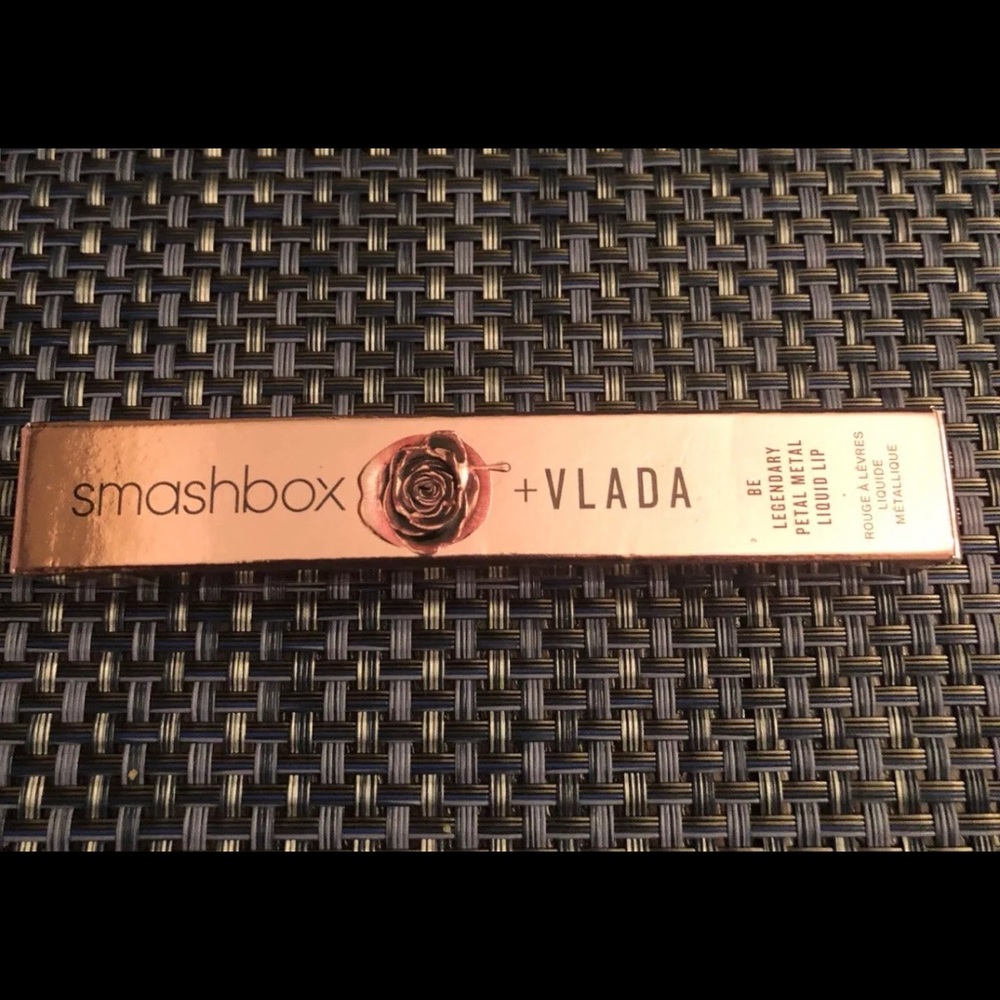 smashbox
+VLADA
BE
LEGENDARY
PETAL METAL
LIQUID LIP
ROUGE À LÈVRES
LIQUIDE
MÉTALLIQUE